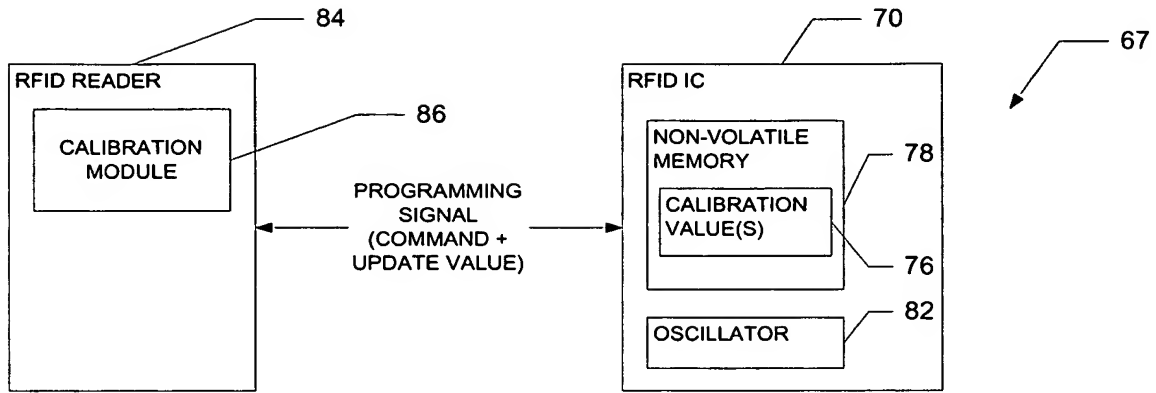 84
70
67
RFID READER
RFID IC
86
CALIBRATION
MODULE
NON-VOLATILE
MEMORY
78
PROGRAMMING
SIGNAL
(COMMAND +
UPDATE VALUE)
CALIBRATION
VALUE(S)
76
82
OSCILLATOR